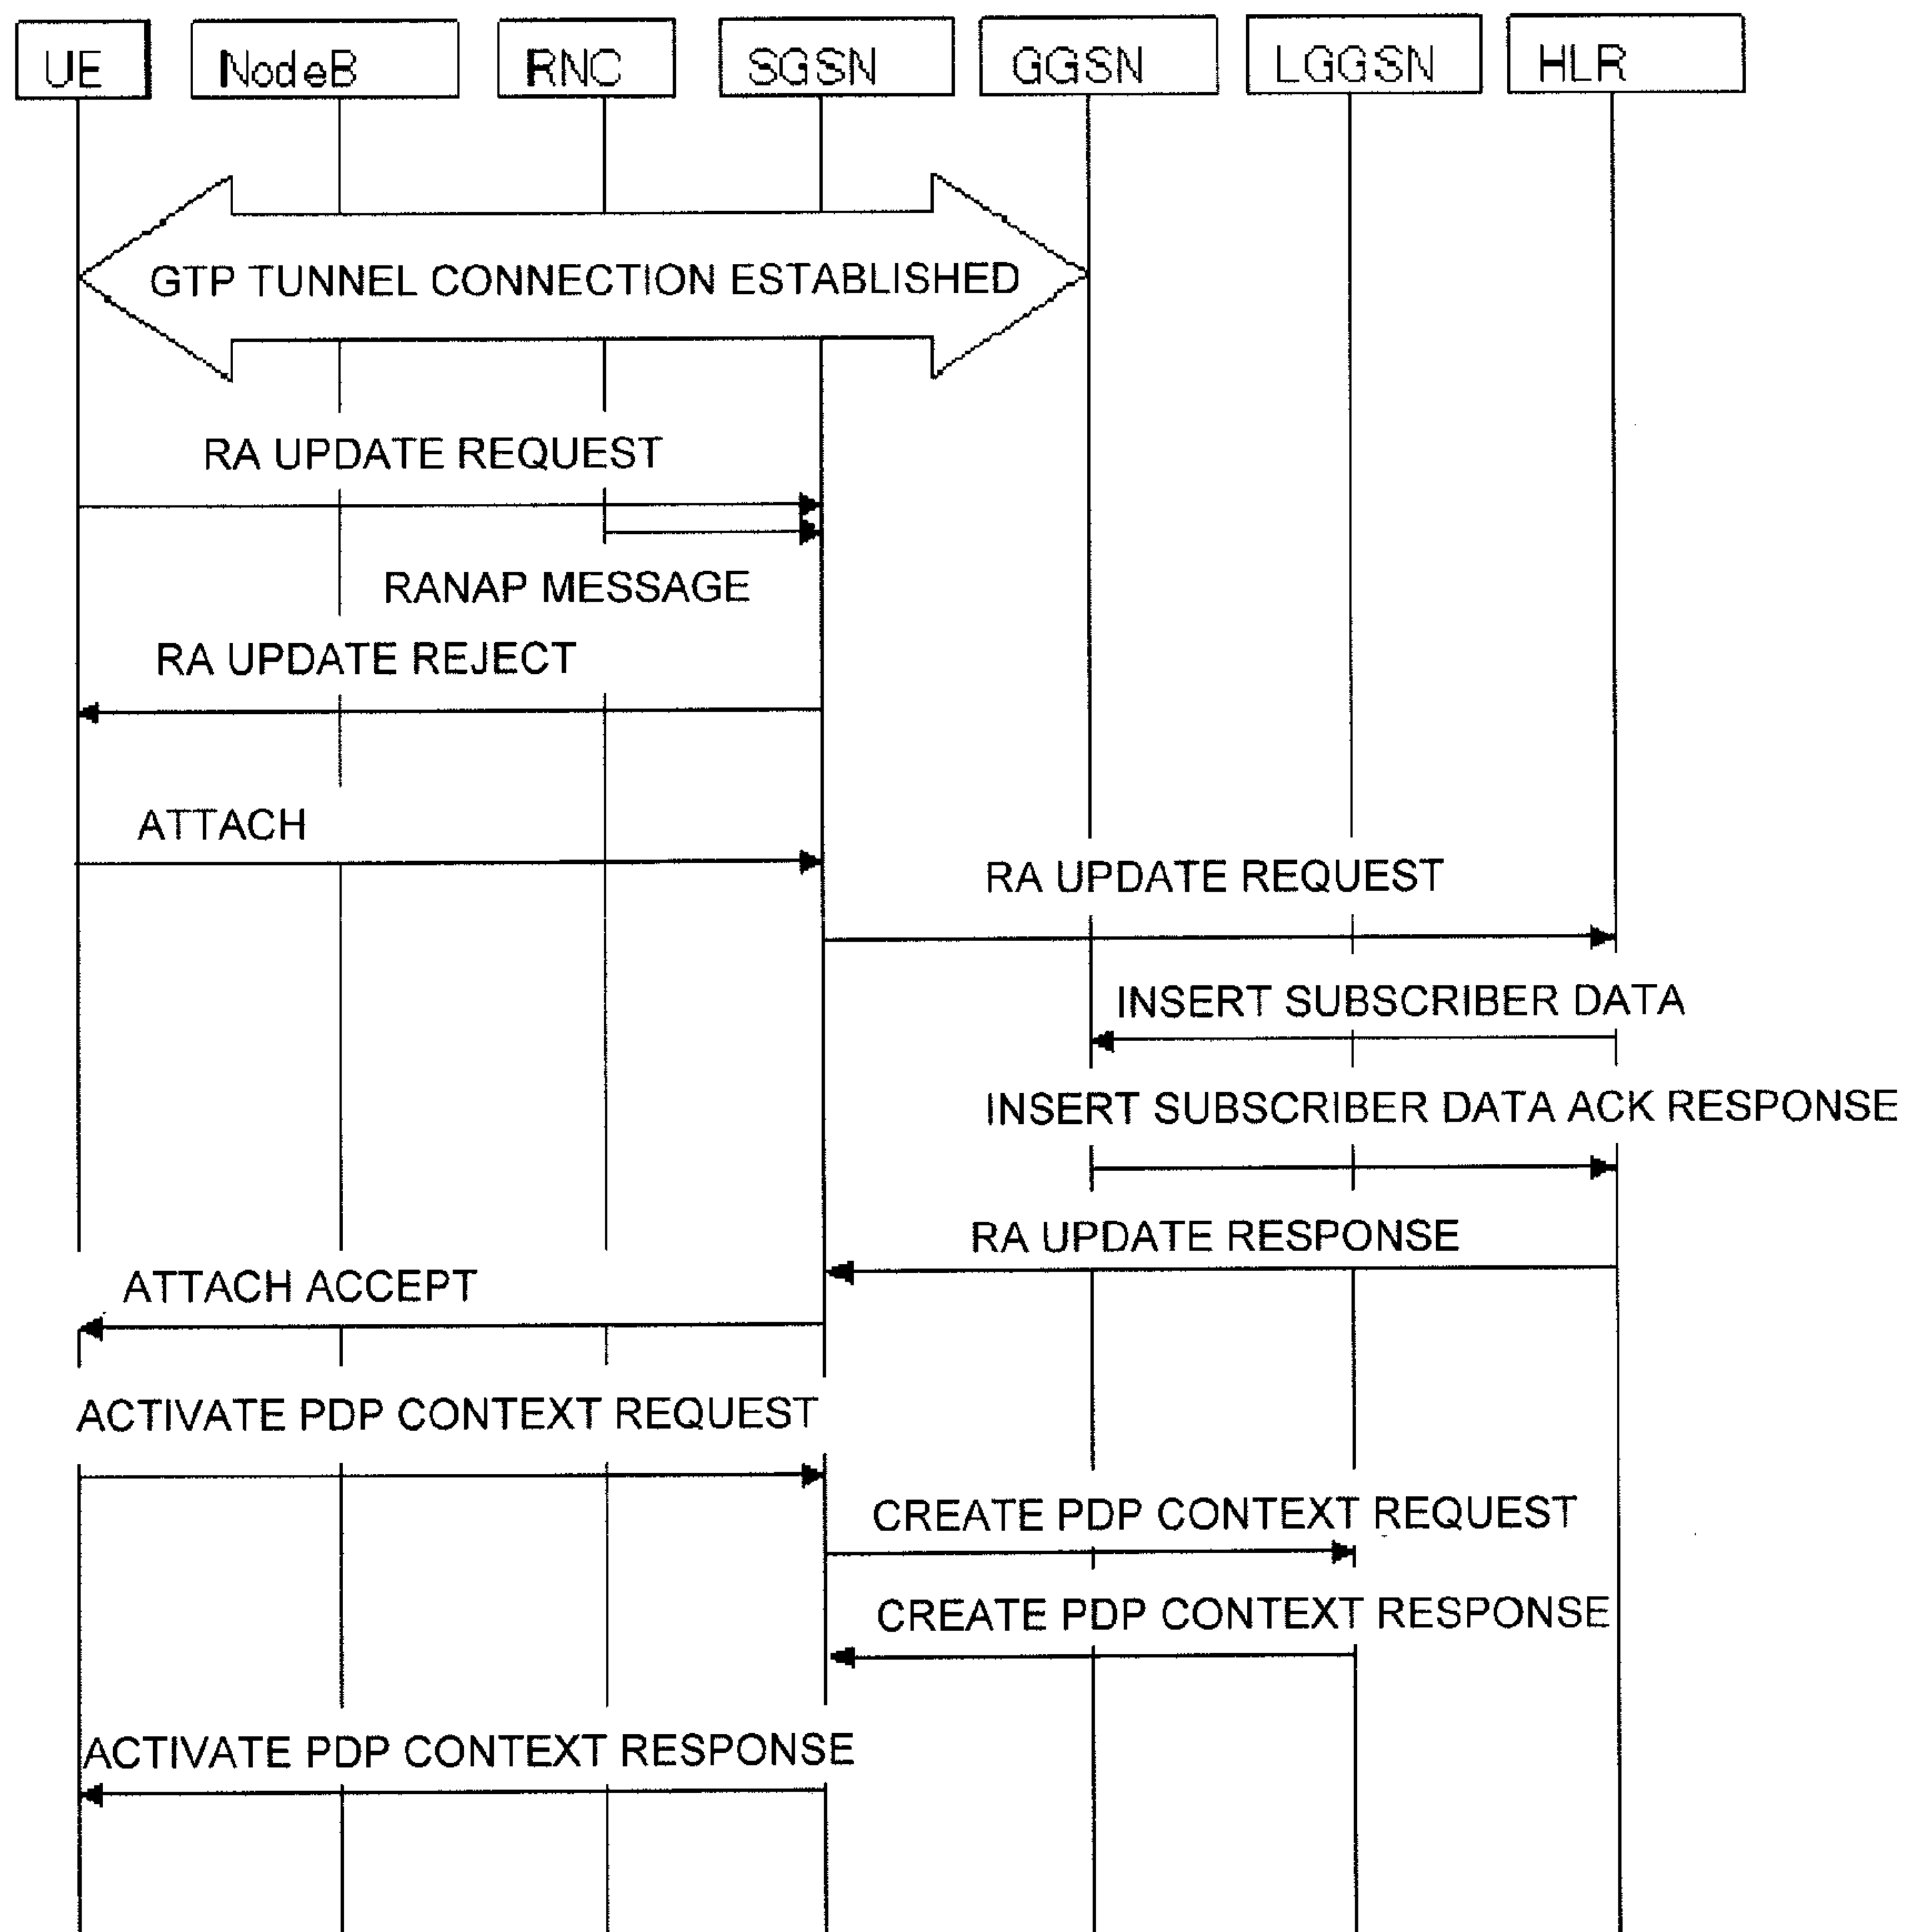 UE NodeB RNC SGSN GGSN LGGSN HLR
GTP TUNNEL CONNECTION ESTABLISHED
RA UPDATE REQUEST
RANAP MESSAGE
RA UPDATE REJECT
ATTACH
RA UPDATE REQUEST
INSERT SUBSCRIBER DATA
INSERT SUBSCRIBER DATA ACK RESPONSE
RA UPDATE RESPONSE
ATTACH ACCEPT
ACTIVATE PDP CONTEXT REQUEST
CREATE PDP CONTEXT REQUEST
CREATE PDP CONTEXT RESPONSE
ACTIVATE PDP CONTEXT RESPONSE